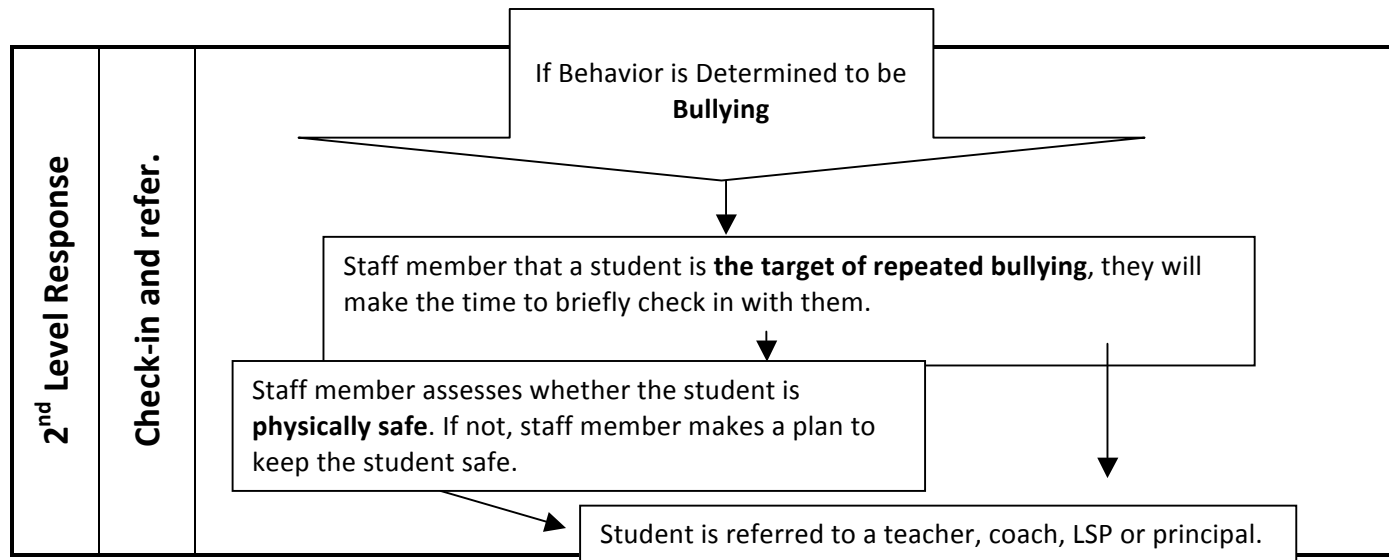 If Behavior is Determined to be
Bullying
2nd Level Response
Check-in and refer.
Staff member that a student is the target of repeated bullying, they will
make the time to briefly check in with them.
Staff member assesses whether the student is
physically safe. If not, staff member makes a plan to
keep the student safe.
Student is referred to a teacher, coach, LSP or principal.